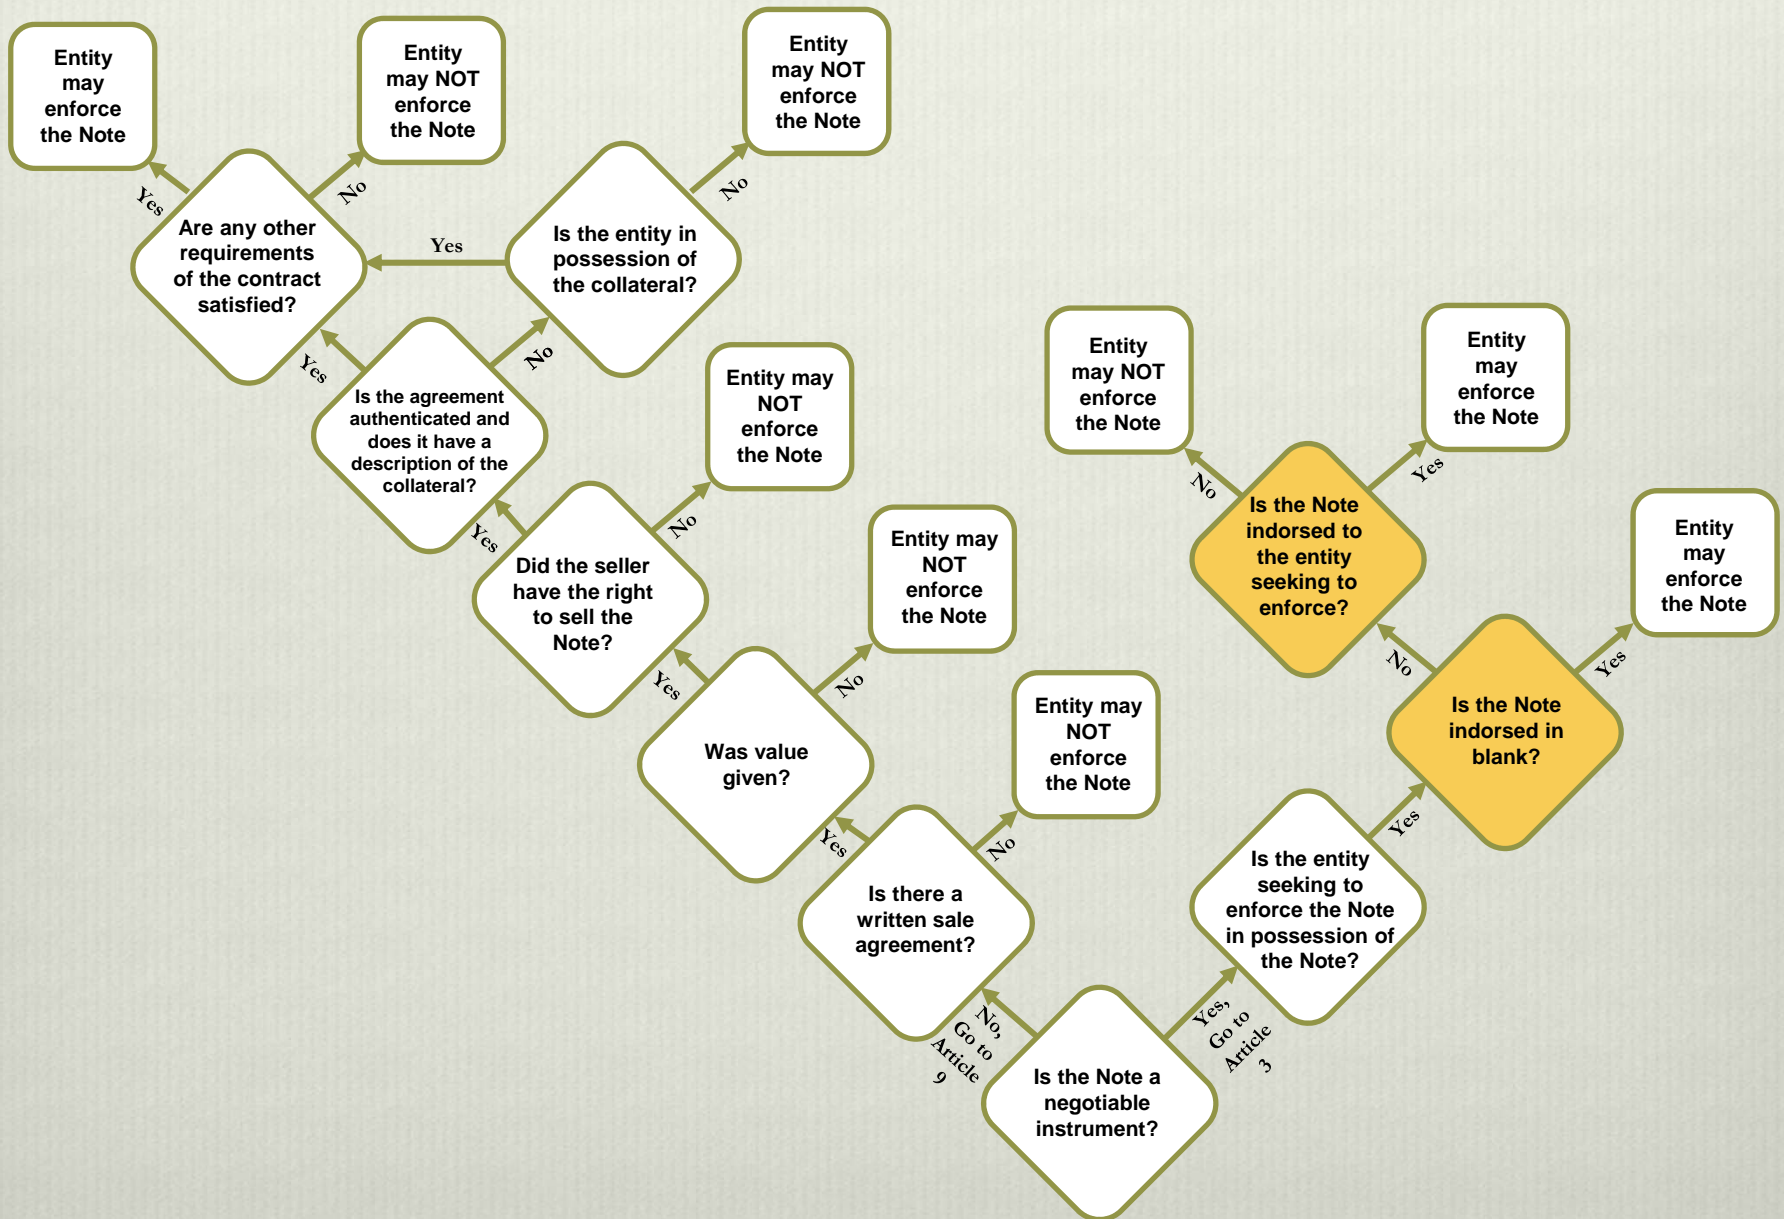 Entity
may
enforce
the Note
Entity
may NOT
enforce
the Note
Entity
may NOT
enforce
the Note
Yes
No
No
Are any other
requirements
of the contract
satisfied?
Yes
Is the entity in
possession of
the collateral?
Yes
No
Is the agreement
authenticated and
does it have a
description of the
collateral?
Entity may
NOT
enforce
the Note
Yes
No
Did the seller
have the right
to sell the
Note?
Entity may
NOT
enforce
the Note
Yes
No
Was value
given?
Entity may
NOT
enforce
the Note
Yes
No
Is there a
written sale
agreement?
No,
Go to
Article
9
Is the Note a
negotiable
instrument?
Yes,
Go to
Article
3
Is the entity
seeking to
enforce the Note
in possession of
the Note?
Yes
Is the Note
indorsed in
blank?
Yes
Entity
may
enforce
the Note
No
Is the Note
indorsed to
the entity
seeking to
enforce?
No
Entity
may NOT
enforce
the Note
Yes
Entity
may
enforce
the Note